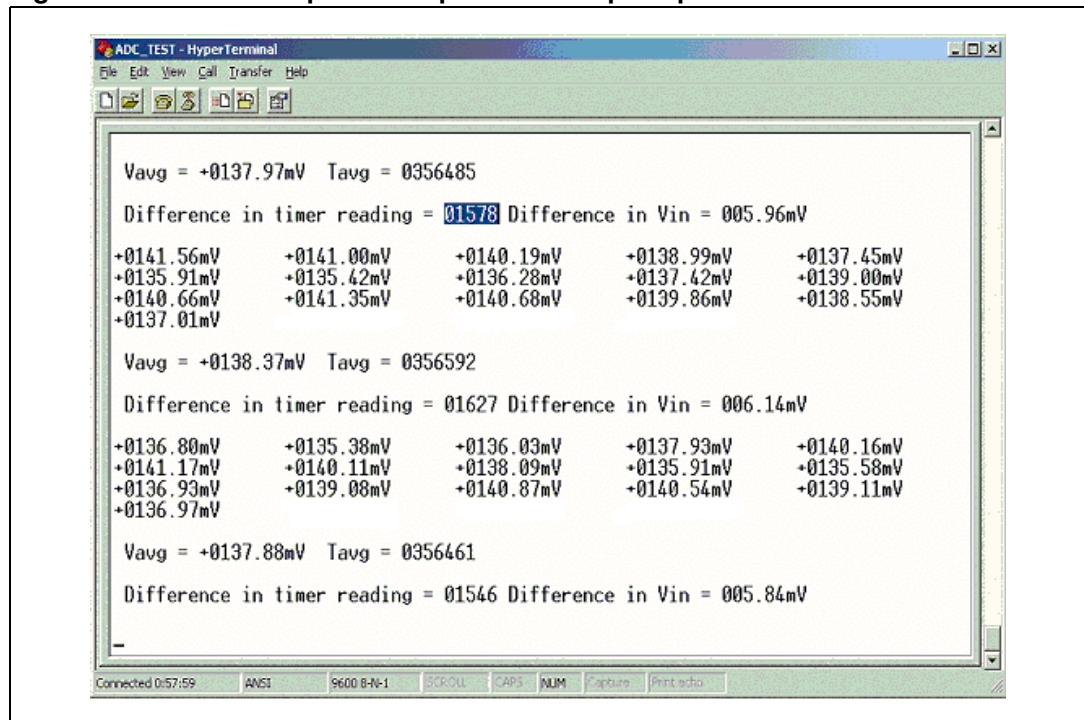 ADC_TEST - HyperTerminal
File Edit View Call Transfer Help
Vavg = +0137.97mV Tavg = 0356485
Difference in timer reading = 01578 Difference in Vin = 005.96mV
+0141.56mV +0141.00mV +0140.19mV +0138.99mV +0137.45mV
+0135.91mV +0135.42mV +0136.28mV +0137.42mV +0139.00mV
+0140.66mV +0141.35mV +0140.68mV +0139.86mV +0138.55mV
+0137.01mV
Vavg = +0138.37mV Tavg = 0356592
Difference in timer reading = 01627 Difference in Vin = 006.14mV
+0136.80mV +0135.38mV +0136.03mV +0137.93mV +0140.16mV
+0141.17mV +0140.11mV +0138.09mV +0135.91mV +0135.58mV
+0136.93mV +0139.08mV +0140.87mV +0140.54mV +0139.11mV
+0136.97mV
Vavg = +0137.88mV Tavg = 0356461
Difference in timer reading = 01546 Difference in Vin = 005.84mV
Connected 0:57:59 ANSI 9600 8-N-1 SCROLL CAPS NUM Capture Print echo